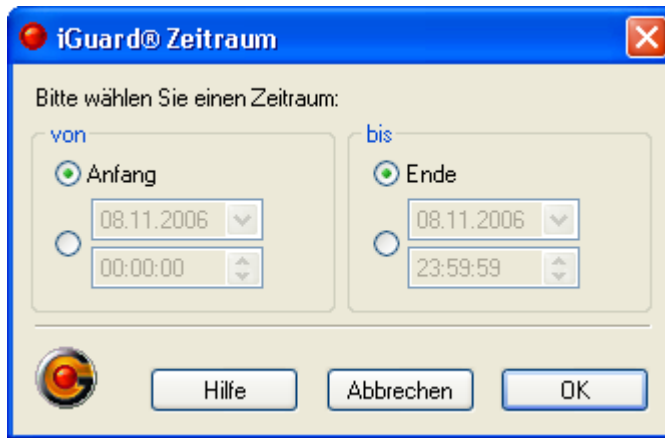 iGuard® Zeitraum
Bitte wählen Sie einen Zeitraum:
von
bis
Anfang
Ende
08.11.2006
08.11.2006
00:00:00
23:59:59
Hilfe
Abbrechen
OK